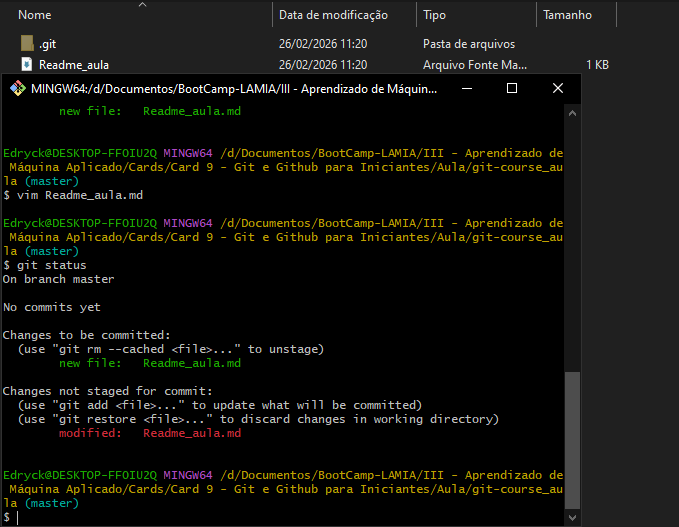 Nome Data de modificação Tipo Tamanho
.git 26/02/2026 11:20 Pasta de arquivos
Readme_aula 26/02/2026 11:20 Arquivo Fonte Ma... 1 KB
MINGW64:/d/Documentos/BootCamp-LAMIA/III - Aprendizado de Máquin...
new file:   Readme_aula.md
Edryck@DESKTOP-FFOIU2Q MINGW64 /d/Documentos/BootCamp-LAMIA/III - Aprendizado de
Máquina Aplicado/Cards/Card 9 - Git e Github para Iniciantes/Aula/git-course_au
la (master)
$ vim Readme_aula.md
Edryck@DESKTOP-FFOIU2Q MINGW64 /d/Documentos/BootCamp-LAMIA/III - Aprendizado de
Máquina Aplicado/Cards/Card 9 - Git e Github para Iniciantes/Aula/git-course_au
la (master)
$ git status
On branch master
No commits yet
Changes to be committed:
(use "git rm --cached <file>..." to unstage)
new file:   Readme_aula.md
Changes not staged for commit:
(use "git add <file>..." to update what will be committed)
(use "git restore <file>..." to discard changes in working directory)
modified:   Readme_aula.md
Edryck@DESKTOP-FFOIU2Q MINGW64 /d/Documentos/BootCamp-LAMIA/III - Aprendizado de
Máquina Aplicado/Cards/Card 9 - Git e Github para Iniciantes/Aula/git-course_au
la (master)
$